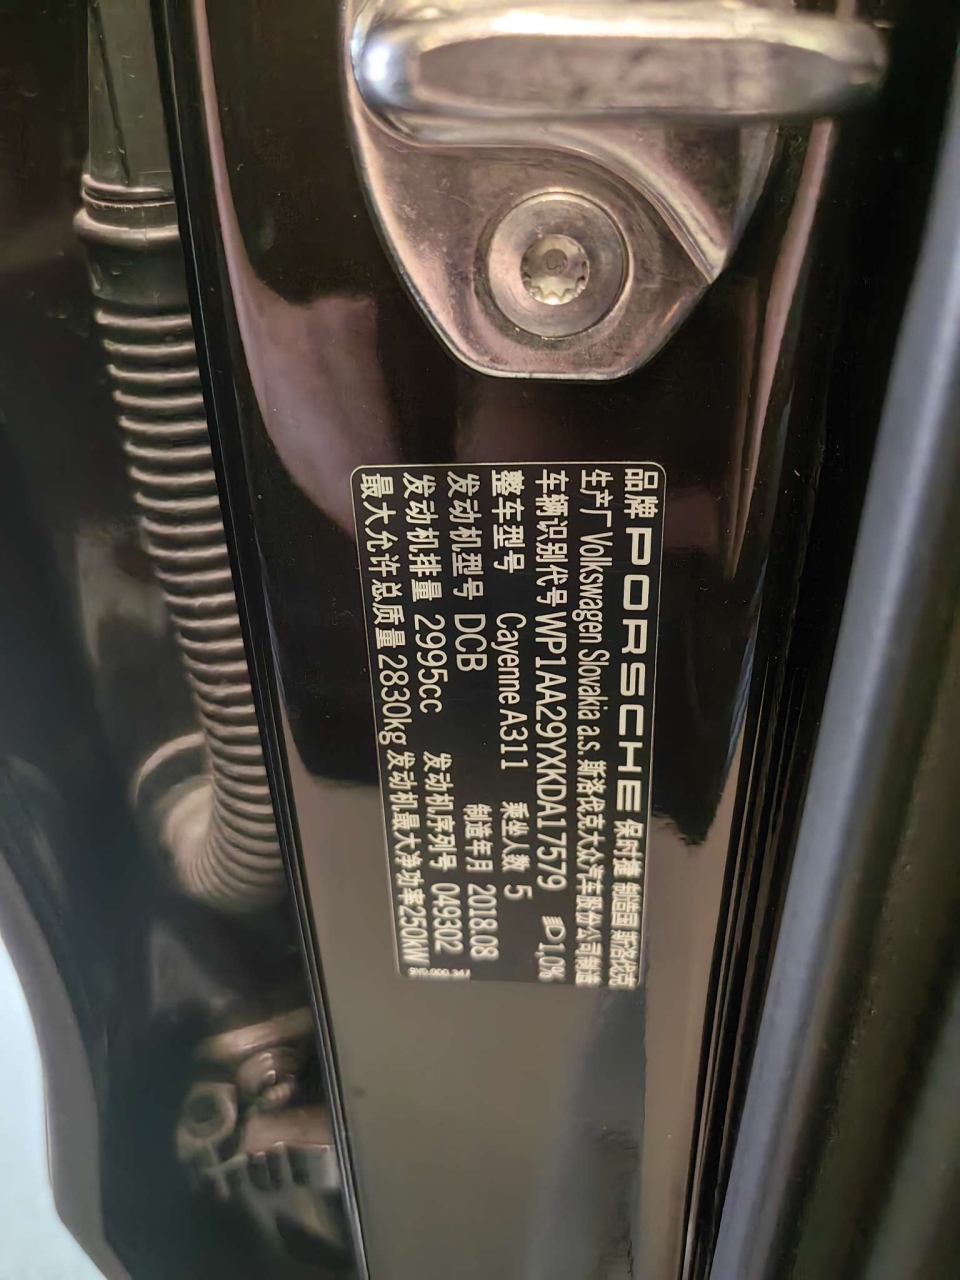 品牌 PORSCHE 保时捷 制造国 斯洛伐克
生产厂 Volkswagen Slovakia a.s. 斯洛伐克大众汽车股份公司制造
车辆识别代号 WP1AA29YXKDA17579 1,0%
整车型号 Cayenne A311 乘坐人数 5
发动机型号 DCB 制造年月 2018.08
发动机排量 2995cc 发动机序列号 049302
最大允许总质量 2830kg 发动机最大净功率250kW
9Y0.000.347